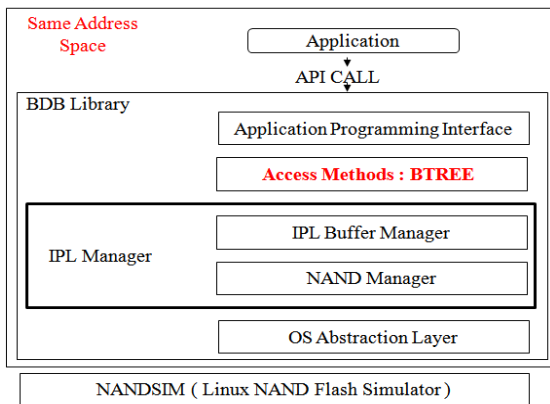 Same Address
Space
Application
API CALL
BDB Library
Application Programming Interface
Access Methods : BTREE
IPL Manager
IPL Buffer Manager
NAND Manager
OS Abstraction Layer
NANDSIM ( Linux NAND Flash Simulator )